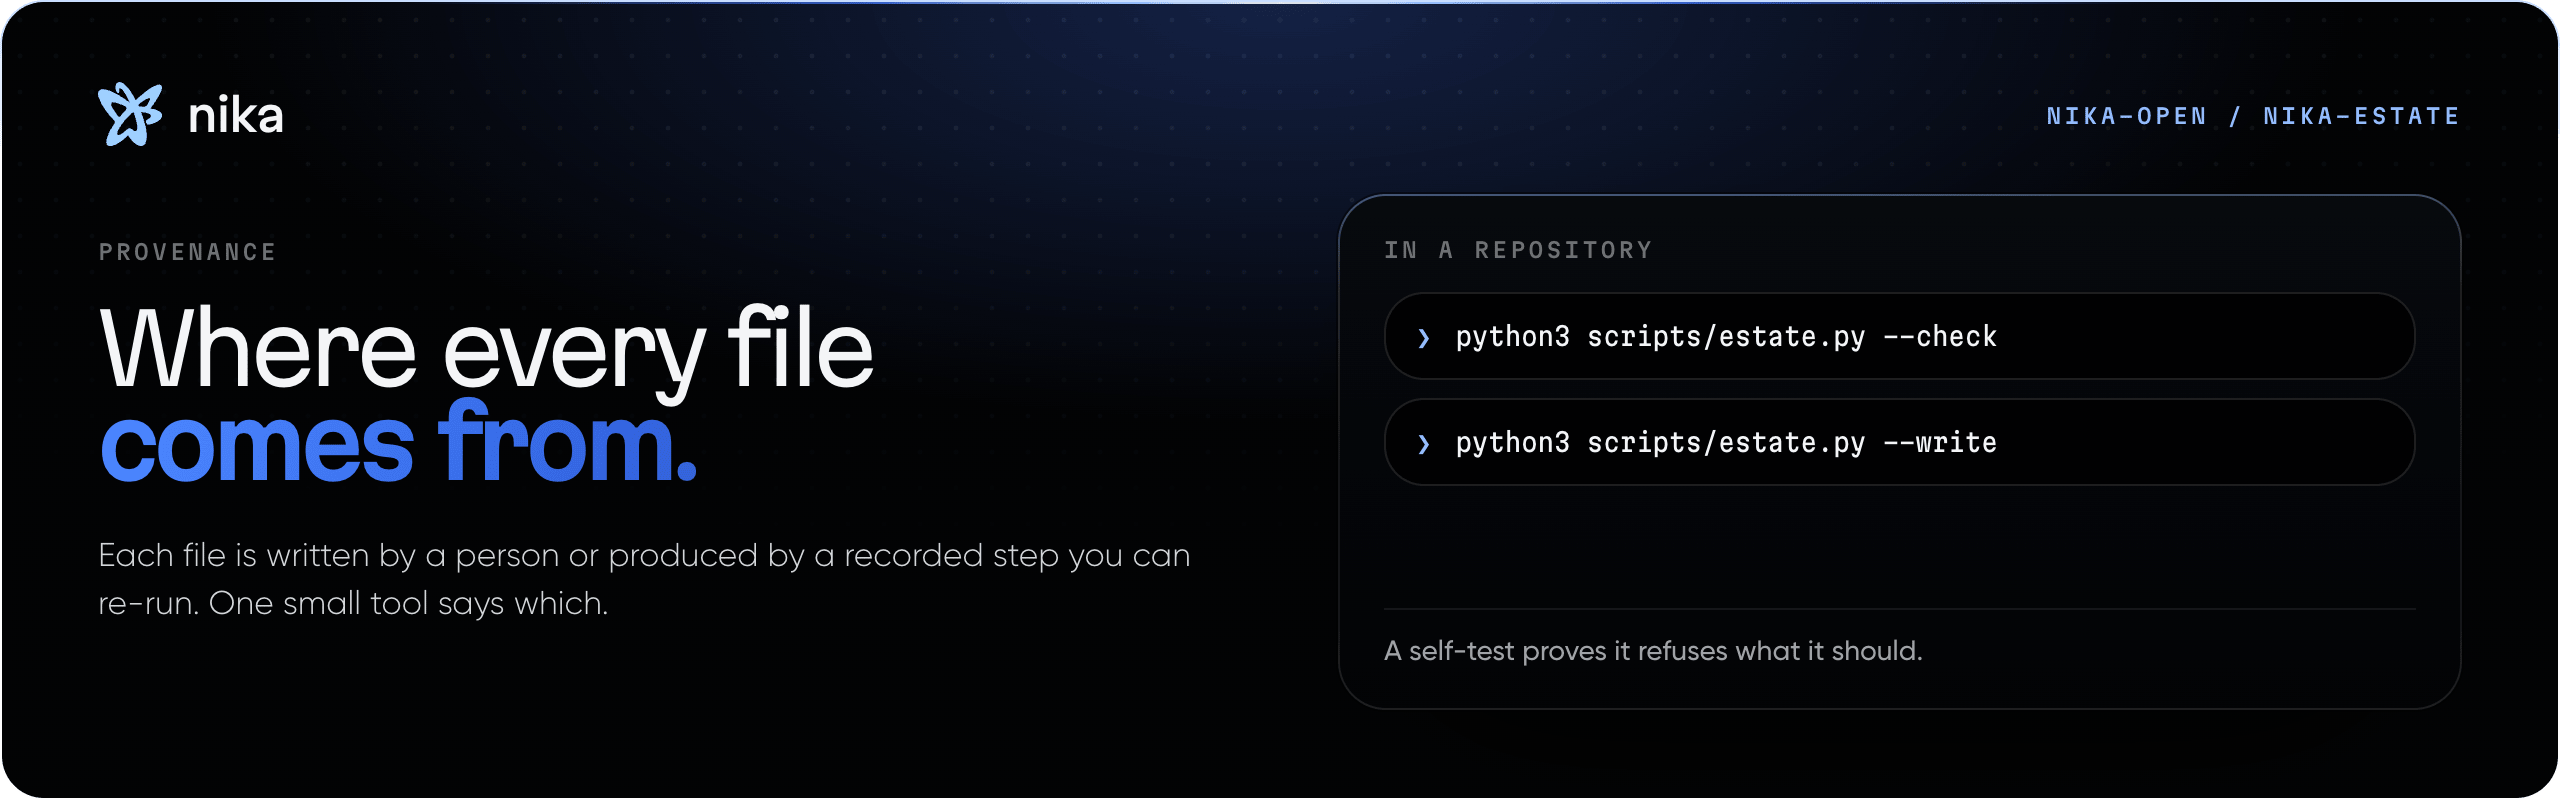 nika
NIKA-OPEN / NIKA-ESTATE
PROVENANCE
Where every file
comes from.
Each file is written by a person or produced by a recorded step you can
re-run. One small tool says which.
IN A REPOSITORY
❯ python3 scripts/estate.py --check
❯ python3 scripts/estate.py --write
A self-test proves it refuses what it should.